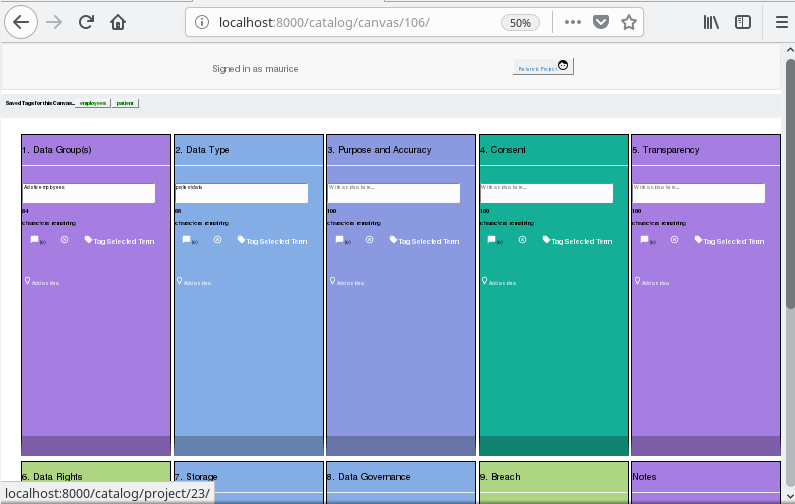 localhost:8000/catalog/canvas/106/
50%
Signed in as maurice
Return to Project
Saved Tags for this Canvas... employees patient
1. Data Group(s)
2. Data Type
3. Purpose and Accuracy
4. Consent
5. Transparency
patient data
Write an idea here...
Write an idea here...
Write an idea here...
84
88
100
100
100
characters remaining
characters remaining
characters remaining
characters remaining
characters remaining
(0) Tag Selected Term
(0) Tag Selected Term
(0) Tag Selected Term
(0) Tag Selected Term
(0) Tag Selected Term
Add an idea
Add an idea
Add an idea
Add an idea
Add an idea
6. Data Rights
7. Storage
8. Data Governance
9. Breach
Notes
localhost:8000/catalog/project/23/